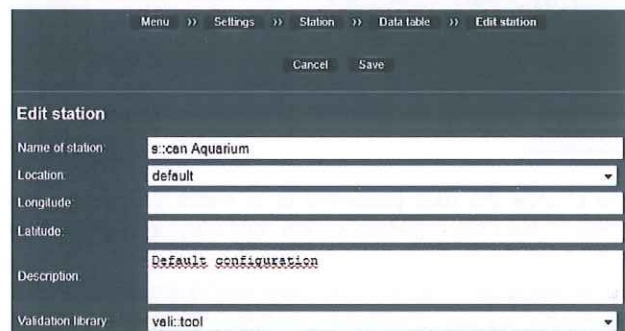 Menu ›› Settings ›› Station ›› Data table ›› Edit station
Cancel Save
Edit station
Name of station: s::can Aquarium
Location: default
Longitude:
Latitude:
Description: Default configuration
Validation library: vali::tool